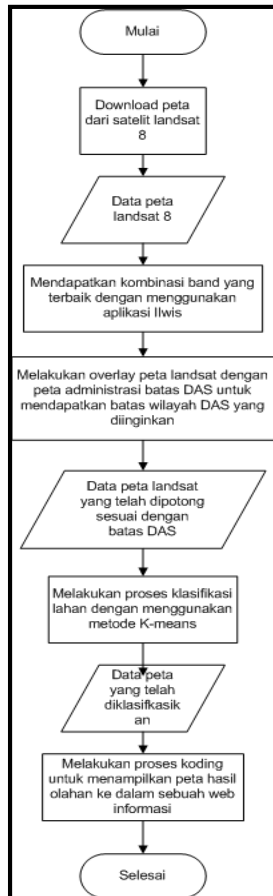 Mulai
Download peta
dari satelit landsat
8
Data peta
landsat 8
Mendapatkan kombinasi band yang
terbaik dengan menggunakan
aplikasi Ilwis
Melakukan overlay peta landsat dengan
peta administrasi batas DAS untuk
mendapatkan batas wilayah DAS yang
diinginkan
Data peta landsat
yang telah dipotong
sesuai dengan
batas DAS
Melakukan proses klasifikasi
lahan dengan menggunakan
metode K-means
Data peta
yang telah
diklasifkasik
an
Melakukan proses koding
untuk menampilkan peta hasil
olahan ke dalam sebuah web
informasi
Selesai